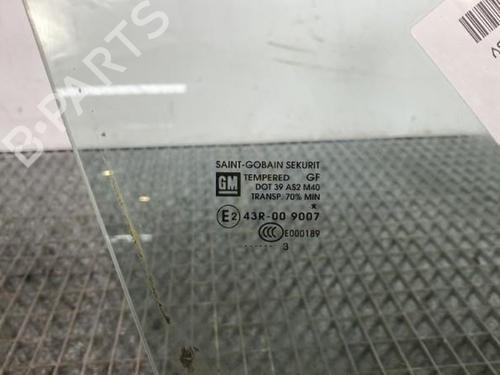 B-PARTS
SAINT-GOBAIN SEKURIT
TEMPERED GF
GM
DOT 39 AS2 M40
TRANSP. 70% MIN
E2 43R-00 9007
CCC E000189
...... 3